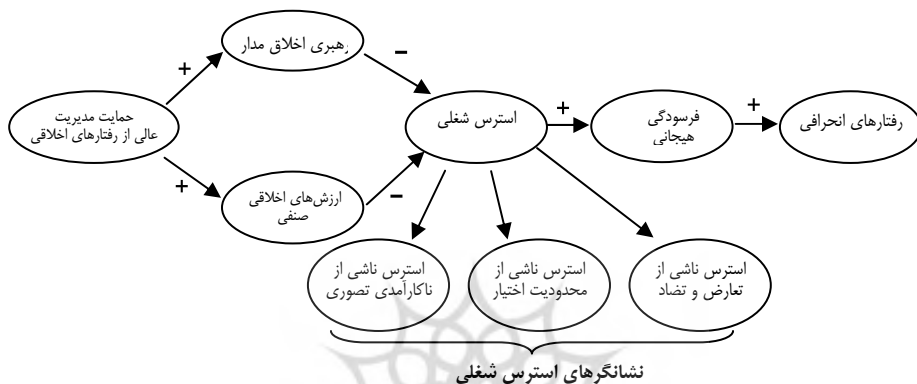 رهبری اخلاق مدار
حمایت مدیریت
عالی از رفتارهای اخلاقی
ارزش‌های اخلاقی
صنفی
استرس شغلی
فرسودگی
هیجانی
رفتارهای انحرافی
استرس ناشی از
ناکارآمدی تصوری
استرس ناشی از
محدودیت اختیار
استرس ناشی از
تعارض و تضاد
نشانگرهای استرس شغلی
+
+
−
−
+
+